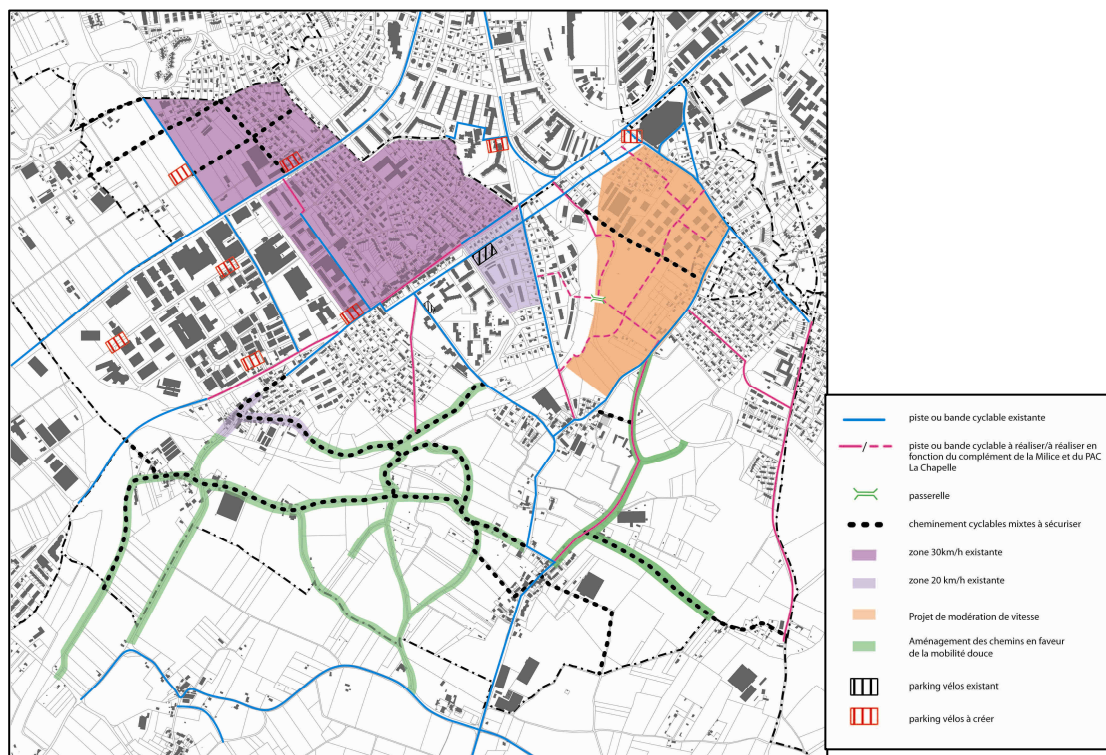 piste ou bande cyclable existante
piste ou bande cyclable à réaliser/à réaliser en
fonction du complément de la Milice et du PAC
La Chapelle
passerelle
cheminement cyclables mixtes à sécuriser
zone 30km/h existante
zone 20 km/h existante
Projet de modération de vitesse
Aménagement des chemins en faveur
de la mobilité douce
parking vélos existant
parking vélos à créer